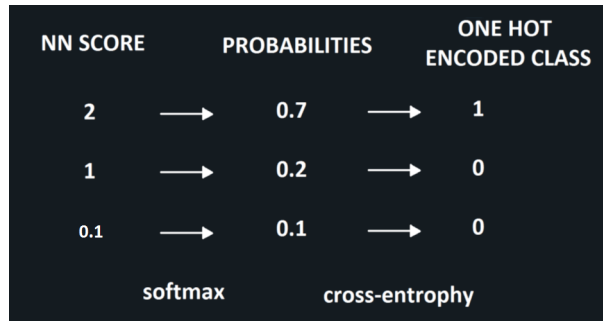 NN SCORE PROBABILITIES ONE HOT
ENCODED CLASS
2 0.7 1
1 0.2 0
0.1 0.1 0
softmax cross-entrophy